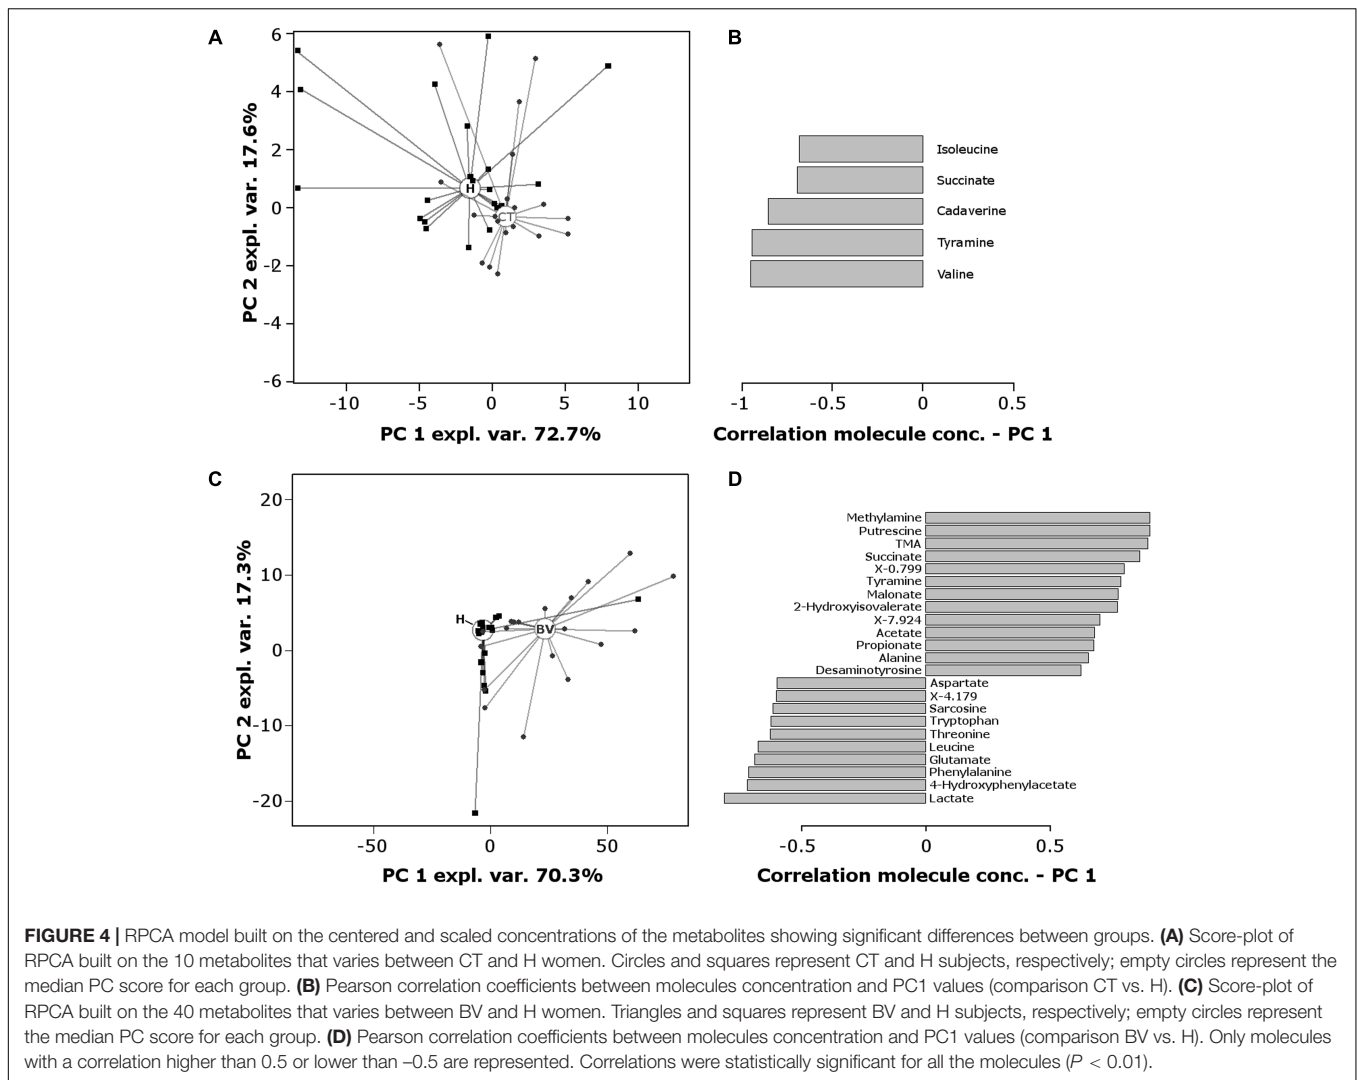 A
6
4
2
0
-2
-4
-6
PC 2 expl. var. 17.6%
H
CT
-10
-5
0
5
10
PC 1 expl. var. 72.7%
B
Isoleucine
Succinate
Cadaverine
Tyramine
Valine
-1
-0.5
0
0.5
Correlation molecule conc. - PC 1
C
20
10
0
-10
-20
PC 2 expl. var. 17.3%
H
BV
-50
0
50
PC 1 expl. var. 70.3%
D
Methylamine
Putrescine
TMA
Succinate
X-0.799
Tyramine
Malonate
2-Hydroxyisovalerate
X-7.924
Acetate
Propionate
Alanine
Desaminotyrosine
Aspartate
X-4.179
Sarcosine
Tryptophan
Threonine
Leucine
Glutamate
Phenylalanine
4-Hydroxyphenylacetate
Lactate
-0.5
0
0.5
Correlation molecule conc. - PC 1
FIGURE 4 | RPCA model built on the centered and scaled concentrations of the metabolites showing significant differences between groups. (A) Score-plot of
RPCA built on the 10 metabolites that varies between CT and H women. Circles and squares represent CT and H subjects, respectively; empty circles represent the
median PC score for each group. (B) Pearson correlation coefficients between molecules concentration and PC1 values (comparison CT vs. H). (C) Score-plot of
RPCA built on the 40 metabolites that varies between BV and H women. Triangles and squares represent BV and H subjects, respectively; empty circles represent
the median PC score for each group. (D) Pearson correlation coefficients between molecules concentration and PC1 values (comparison BV vs. H). Only molecules
with a correlation higher than 0.5 or lower than –0.5 are represented. Correlations were statistically significant for all the molecules (P < 0.01).